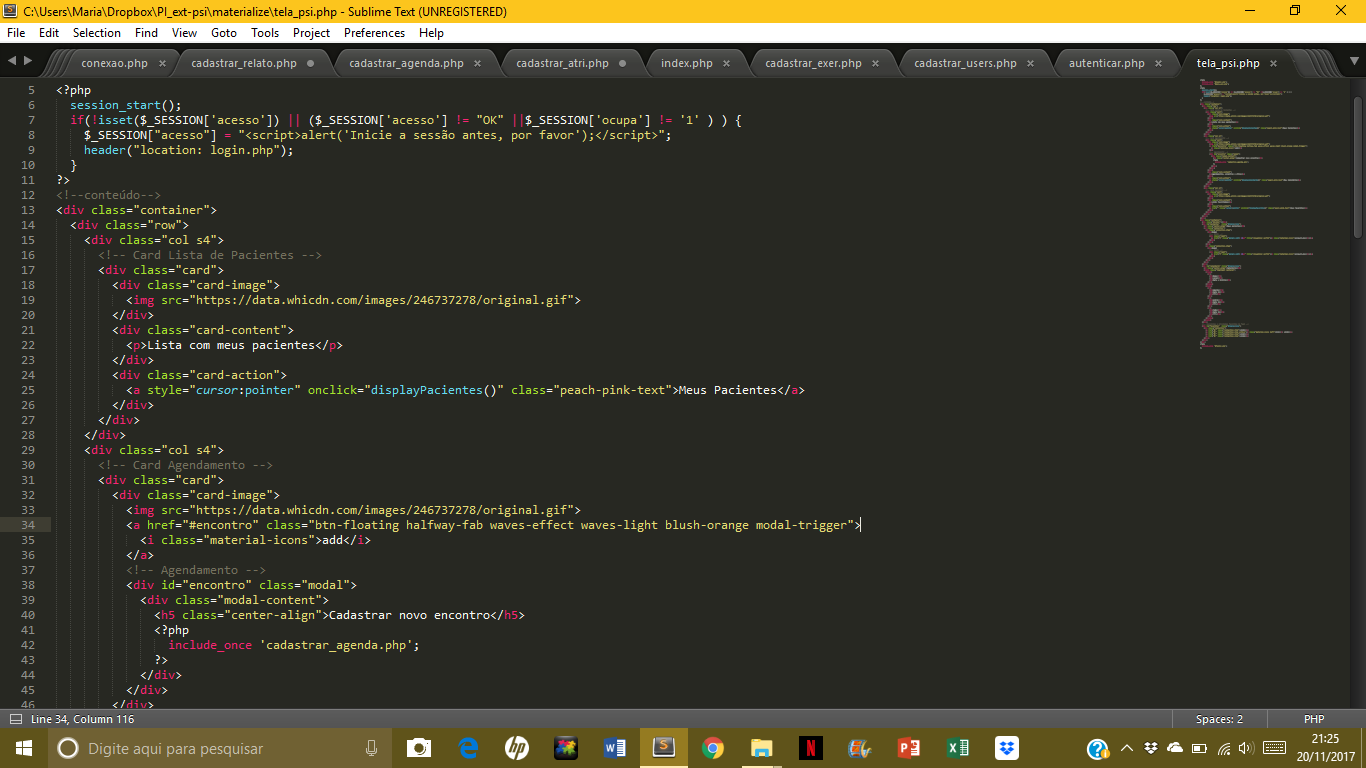 C:\Users\Maria\Dropbox\PI_ext-psi\materialize\tela_psi.php - Sublime Text (UNREGISTERED)
File Edit Selection Find View Goto Tools Project Preferences Help
conexao.php cadastrar_relato.php cadastrar_agenda.php cadastrar_atri.php index.php cadastrar_exer.php cadastrar_users.php autenticar.php tela_psi.php
5 <?php
6 session_start();
7 if(!isset($_SESSION['acesso']) || ($_SESSION['acesso'] != "OK" ||$_SESSION['ocupa'] != '1' ) ) {
8 $_SESSION["acesso"] = "<script>alert('Inicie a sessão antes, por favor');</script>";
9 header("location: login.php");
10 }
11 ?>
12 <!--conteúdo-->
13 <div class="container">
14 <div class="row">
15 <div class="col s4">
16 <!-- Card Lista de Pacientes -->
17 <div class="card">
18 <div class="card-image">
19 <img src="https://data.whicdn.com/images/246737278/original.gif">
20 </div>
21 <div class="card-content">
22 <p>Lista com meus pacientes</p>
23 </div>
24 <div class="card-action">
25 <a style="cursor:pointer" onclick="displayPacientes()" class="peach-pink-text">Meus Pacientes</a>
26 </div>
27 </div>
28 </div>
29 <div class="col s4">
30 <!-- Card Agendamento -->
31 <div class="card">
32 <div class="card-image">
33 <img src="https://data.whicdn.com/images/246737278/original.gif">
34 <a href="#encontro" class="btn-floating halfway-fab waves-effect waves-light blush-orange modal-trigger">
35 <i class="material-icons">add</i>
36 </a>
37 <!-- Agendamento -->
38 <div id="encontro" class="modal">
39 <div class="modal-content">
40 <h5 class="center-align">Cadastrar novo encontro</h5>
41 <?php
42 include_once 'cadastrar_agenda.php';
43 ?>
44 </div>
45 </div>
46 </div>
Line 34, Column 116 Spaces: 2 PHP
Digite aqui para pesquisar
21:25
20/11/2017